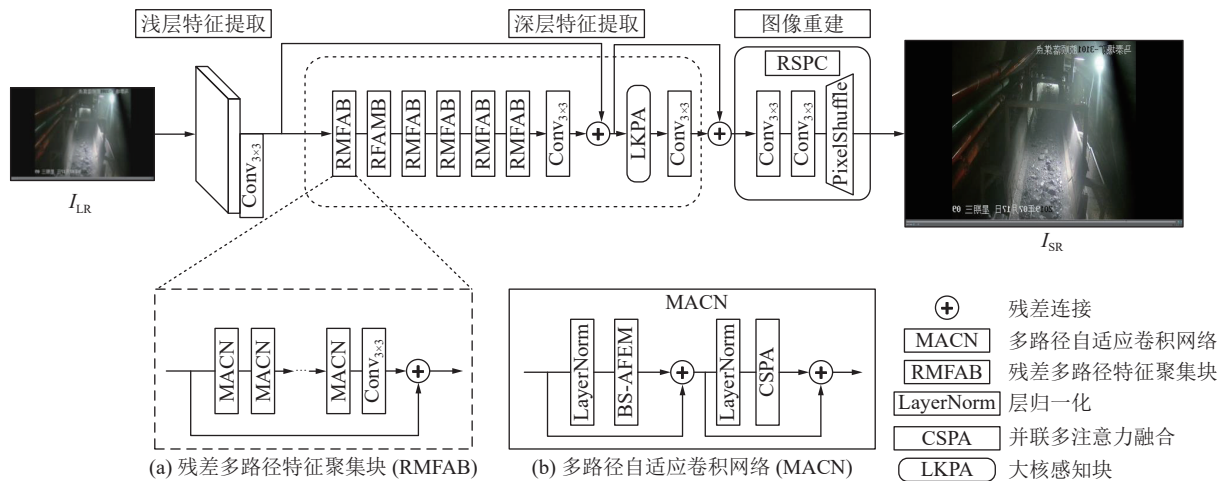 浅层特征提取
深层特征提取
图像重建
RSPC
I_LR
Conv3×3
RMFAB
RFAMB
RMFAB
RMFAB
RMFAB
RMFAB
Conv3×3
LKPA
Conv3×3
Conv3×3
Conv3×3
PixelShuffle
I_SR
MACN
MACN
···
MACN
Conv3×3
(a) 残差多路径特征聚集块 (RMFAB)
MACN
LayerNorm
BS-AFEM
LayerNorm
CSPA
(b) 多路径自适应卷积网络 (MACN)
残差连接
MACN 多路径自适应卷积网络
RMFAB 残差多路径特征聚集块
LayerNorm 层归一化
CSPA 并联多注意力融合
LKPA 大核感知块